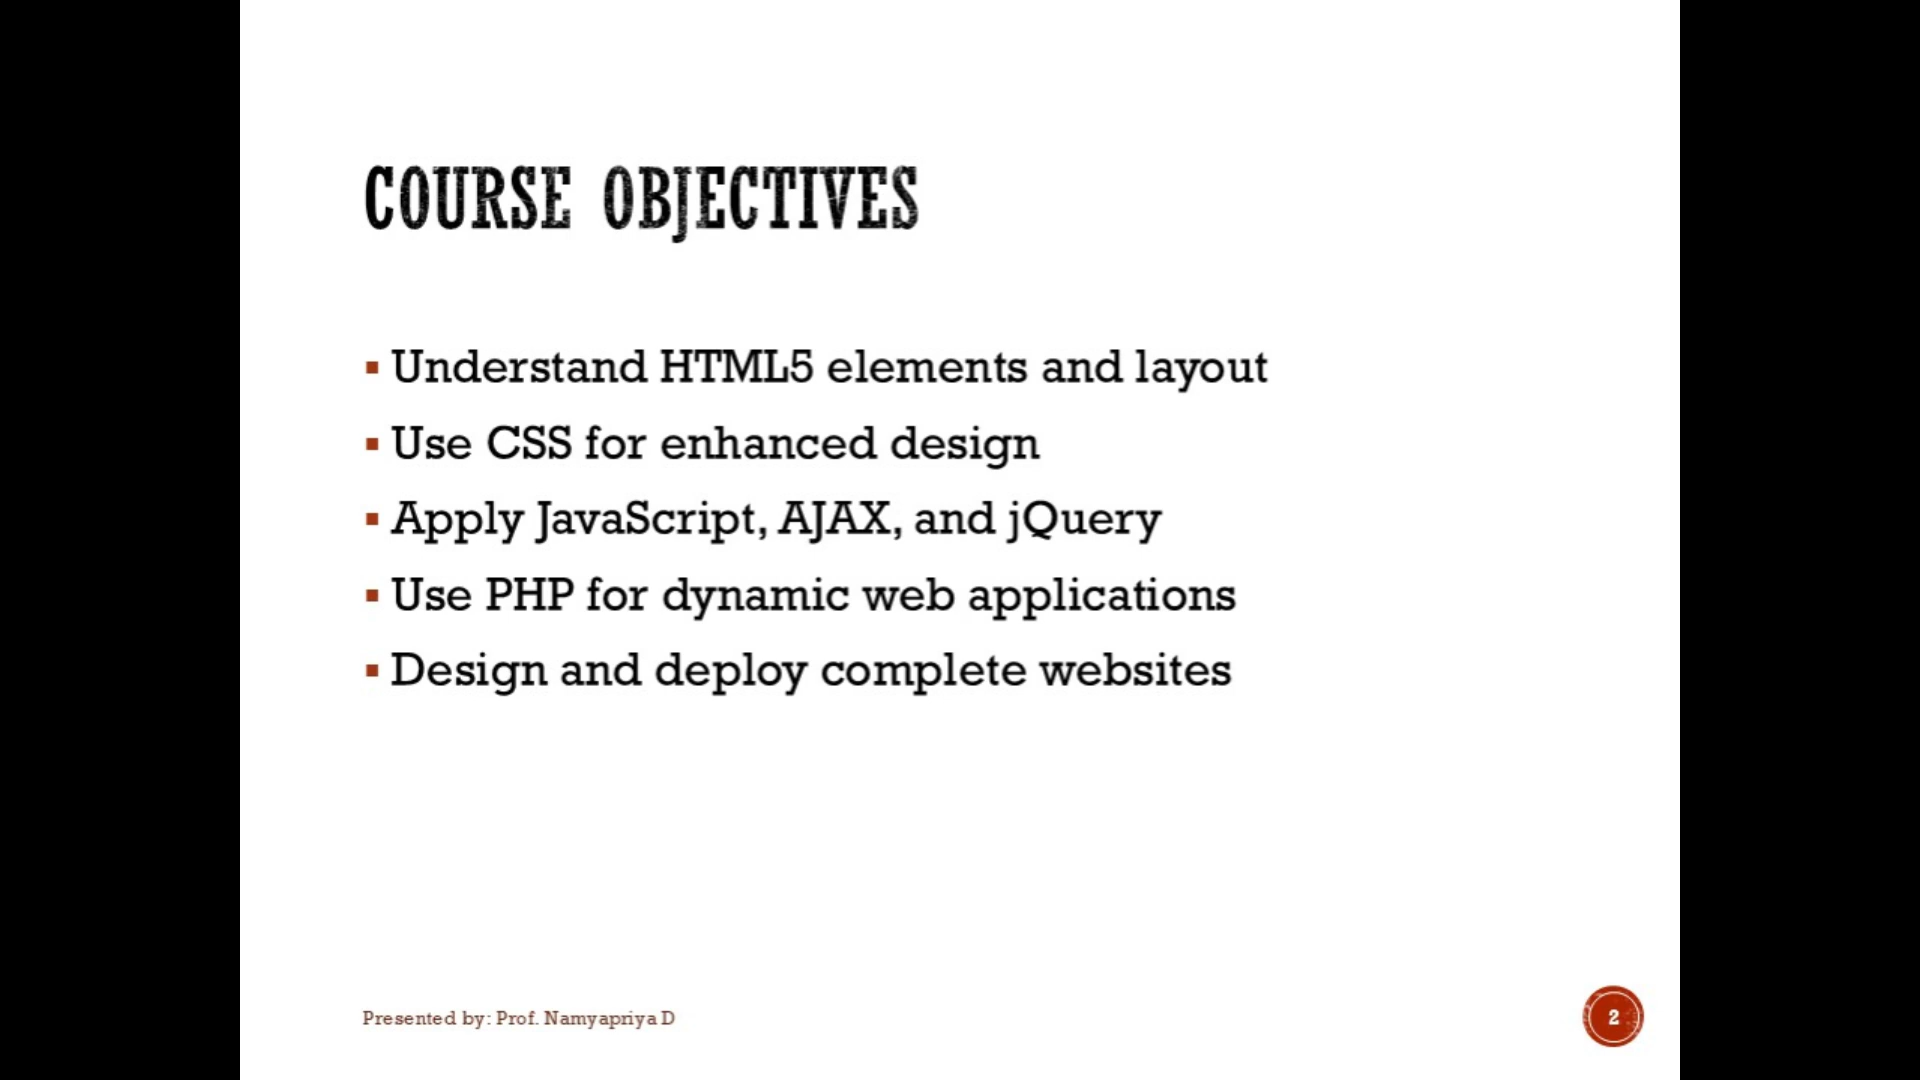 COURSE OBJECTIVES
▪ Understand HTML5 elements and layout
▪ Use CSS for enhanced design
▪ Apply JavaScript, AJAX, and jQuery
▪ Use PHP for dynamic web applications
▪ Design and deploy complete websites
Presented by: Prof. Namyapriya D
2